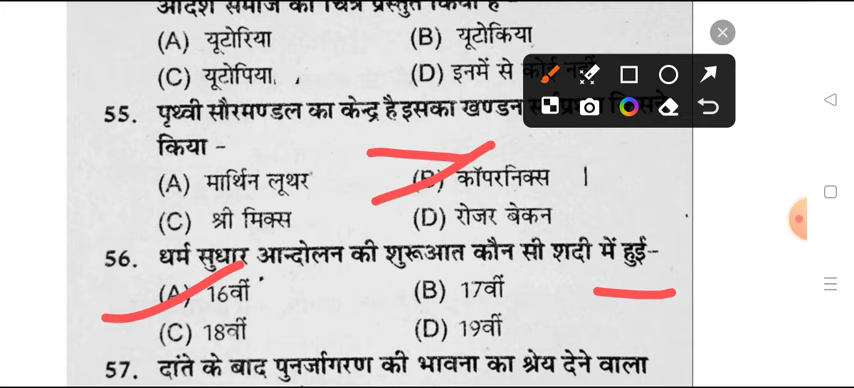 आदर्श समाज का चित्र प्रस्तुत किया है -
(A) यूटोरिया (B) यूटोकिया
(C) यूटोपिया (D) इनमें से कोई नहीं
55. पृथ्वी सौरमण्डल का केन्द्र है इसका खण्डन
किया -
(A) मार्थिन लूथर (B) कॉपरनिक्स
(C) श्री मिक्स (D) रोजर बेकन
56. धर्म सुधार आन्दोलन की शुरूआत कौन सी शदी में हुई-
(A) 16वीं (B) 17वीं
(C) 18वीं (D) 19वीं
57. दांते के बाद पुनर्जागरण की भावना का श्रेय देने वाला